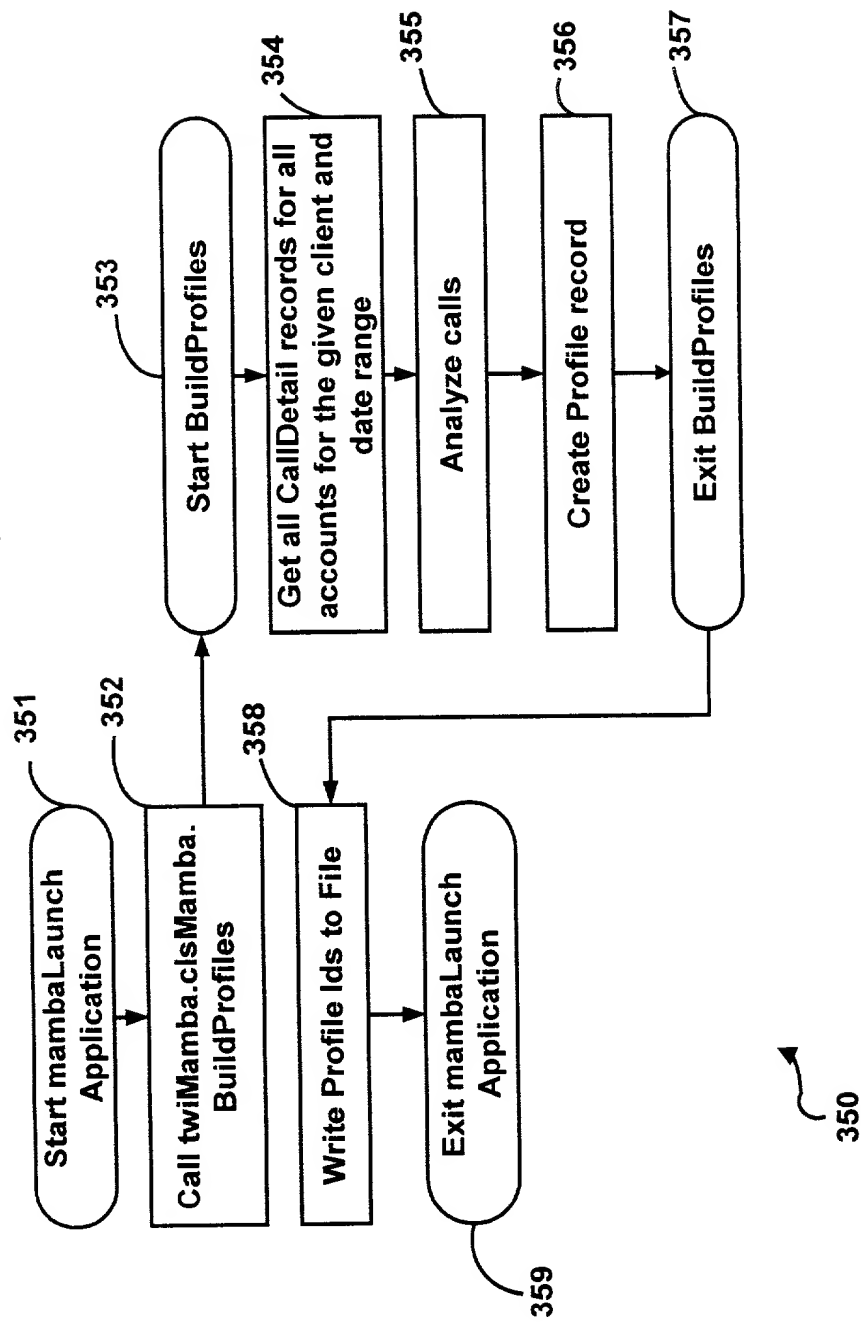 351
Start mambaLaunch
Application
352
Call twiMamba.clsMamba.
BuildProfiles
353
Start BuildProfiles
354
Get all CallDetail records for all
accounts for the given client and
date range
355
Analyze calls
356
Create Profile record
357
Exit BuildProfiles
358
Write Profile Ids to File
Exit mambaLaunch
Application
359
350